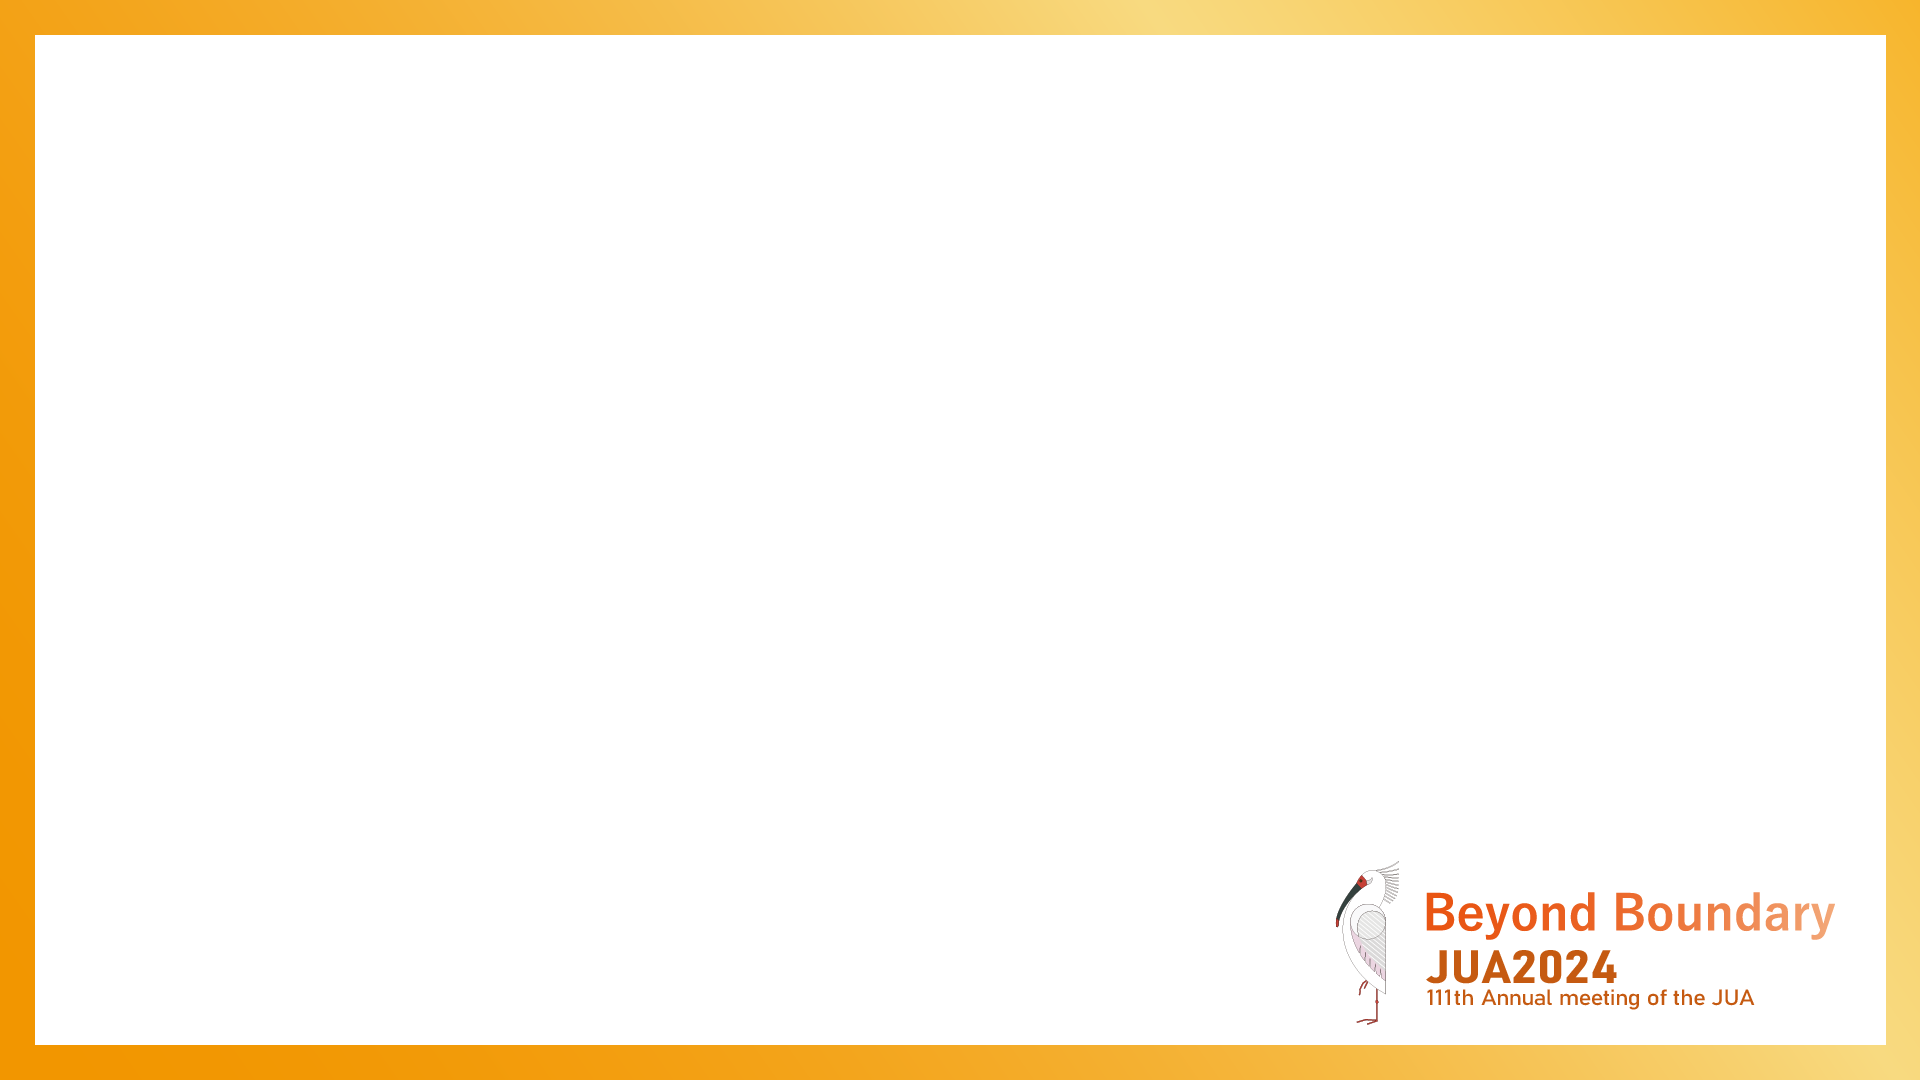 Beyond Boundary
JUA2024
111th Annual meeting of the JUA